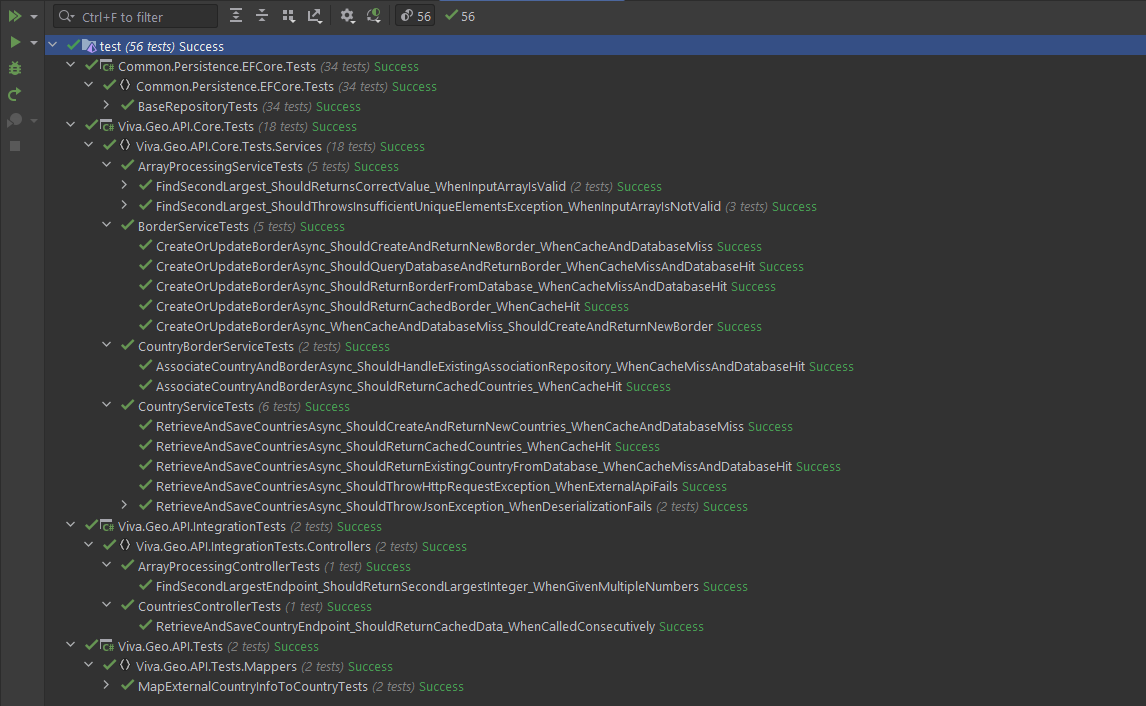 Ctrl+F to filter 56 56
test (56 tests) Success
C# Common.Persistence.EFCore.Tests (34 tests) Success
() Common.Persistence.EFCore.Tests (34 tests) Success
BaseRepositoryTests (34 tests) Success
C# Viva.Geo.API.Core.Tests (18 tests) Success
() Viva.Geo.API.Core.Tests.Services (18 tests) Success
ArrayProcessingServiceTests (5 tests) Success
FindSecondLargest_ShouldReturnsCorrectValue_WhenInputArrayIsValid (2 tests) Success
FindSecondLargest_ShouldThrowsInsufficientUniqueElementsException_WhenInputArrayIsNotValid (3 tests) Success
BorderServiceTests (5 tests) Success
CreateOrUpdateBorderAsync_ShouldCreateAndReturnNewBorder_WhenCacheAndDatabaseMiss Success
CreateOrUpdateBorderAsync_ShouldQueryDatabaseAndReturnBorder_WhenCacheMissAndDatabaseHit Success
CreateOrUpdateBorderAsync_ShouldReturnBorderFromDatabase_WhenCacheMissAndDatabaseHit Success
CreateOrUpdateBorderAsync_ShouldReturnCachedBorder_WhenCacheHit Success
CreateOrUpdateBorderAsync_WhenCacheAndDatabaseMiss_ShouldCreateAndReturnNewBorder Success
CountryBorderServiceTests (2 tests) Success
AssociateCountryAndBorderAsync_ShouldHandleExistingAssociationRepository_WhenCacheMissAndDatabaseHit Success
AssociateCountryAndBorderAsync_ShouldReturnCachedCountries_WhenCacheHit Success
CountryServiceTests (6 tests) Success
RetrieveAndSaveCountriesAsync_ShouldCreateAndReturnNewCountries_WhenCacheAndDatabaseMiss Success
RetrieveAndSaveCountriesAsync_ShouldReturnCachedCountries_WhenCacheHit Success
RetrieveAndSaveCountriesAsync_ShouldReturnExistingCountryFromDatabase_WhenCacheMissAndDatabaseHit Success
RetrieveAndSaveCountriesAsync_ShouldThrowHttpRequestException_WhenExternalApiFails Success
RetrieveAndSaveCountriesAsync_ShouldThrowJsonException_WhenDeserializationFails (2 tests) Success
C# Viva.Geo.API.IntegrationTests (2 tests) Success
() Viva.Geo.API.IntegrationTests.Controllers (2 tests) Success
ArrayProcessingControllerTests (1 test) Success
FindSecondLargestEndpoint_ShouldReturnSecondLargestInteger_WhenGivenMultipleNumbers Success
CountriesControllerTests (1 test) Success
RetrieveAndSaveCountryEndpoint_ShouldReturnCachedData_WhenCalledConsecutively Success
C# Viva.Geo.API.Tests (2 tests) Success
() Viva.Geo.API.Tests.Mappers (2 tests) Success
MapExternalCountryInfoToCountryTests (2 tests) Success